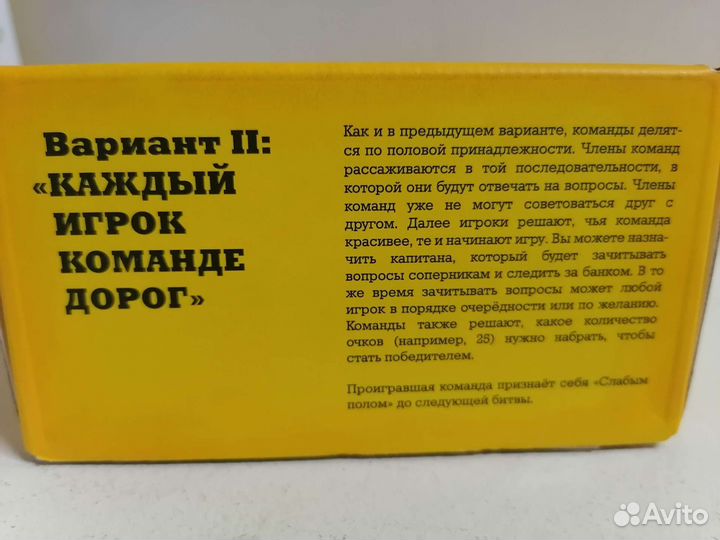 Вариант II:
«КАЖДЫЙ
ИГРОК
КОМАНДЕ
ДОРОГ»
Как и в предыдущем варианте, команды делят-
ся по половой принадлежности. Члены команд
рассаживаются в той последовательности, в
которой они будут отвечать на вопросы. Члены
команд уже не могут советоваться друг с
другом. Далее игроки решают, чья команда
красивее, те и начинают игру. Вы можете назна-
чить капитана, который будет зачитывать
вопросы соперникам и следить за банком. В то
же время зачитывать вопросы может любой
игрок в порядке очерёдности или по желанию.
Команды также решают, какое количество
очков (например, 25) нужно набрать, чтобы
стать победителем.
Проигравшая команда признаёт себя «Слабым
полом» до следующей битвы.
Avito